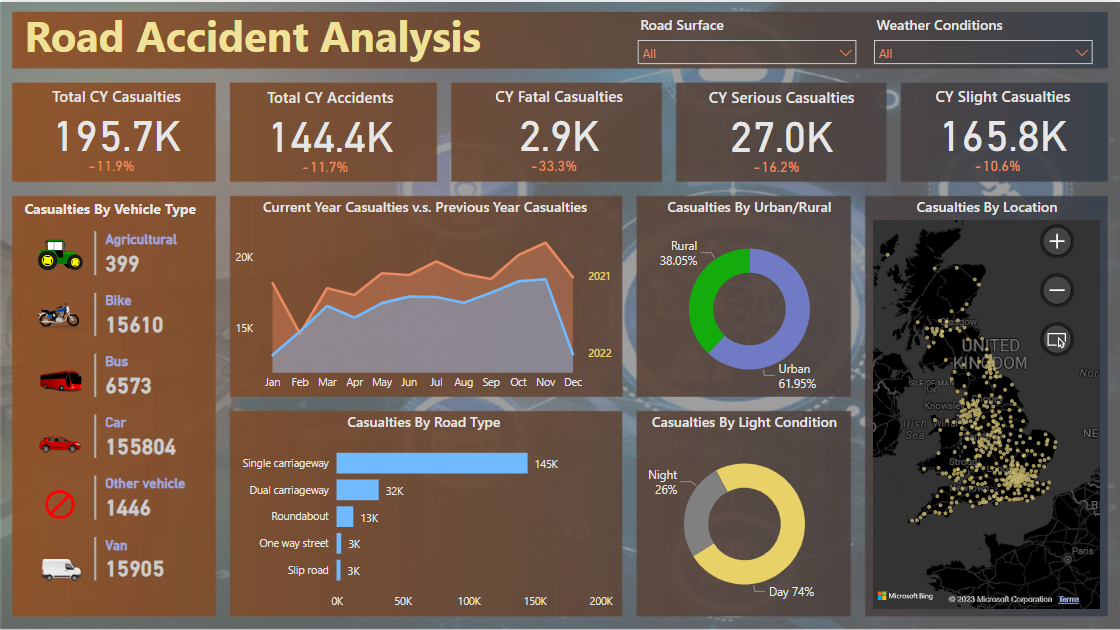 Road Accident Analysis
Road Surface
All
Weather Conditions
All
Total CY Casualties
195.7K
-11.9%
Total CY Accidents
144.4K
-11.7%
CY Fatal Casualties
2.9K
-33.3%
CY Serious Casualties
27.0K
-16.2%
CY Slight Casualties
165.8K
-10.6%
Casualties By Vehicle Type
Agricultural
399
Bike
15610
Bus
6573
Car
155804
Other vehicle
1446
Van
15905
Current Year Casualties v.s. Previous Year Casualties
20K
15K
2021
2022
Jan Feb Mar Apr May Jun Jul Aug Sep Oct Nov Dec
Casualties By Road Type
Single carriageway 145K
Dual carriageway 32K
Roundabout 13K
One way street 3K
Slip road 3K
0K 50K 100K 150K 200K
Casualties By Urban/Rural
Rural
38.05%
Urban
61.95%
Casualties By Light Condition
Night
26%
Day 74%
Casualties By Location
Glasgow
UNITED
KINGDOM
ISLE OF MAN
Nor
Irish
Sea
NE
Paris
Microsoft Bing
© 2023 Microsoft Corporation Terms